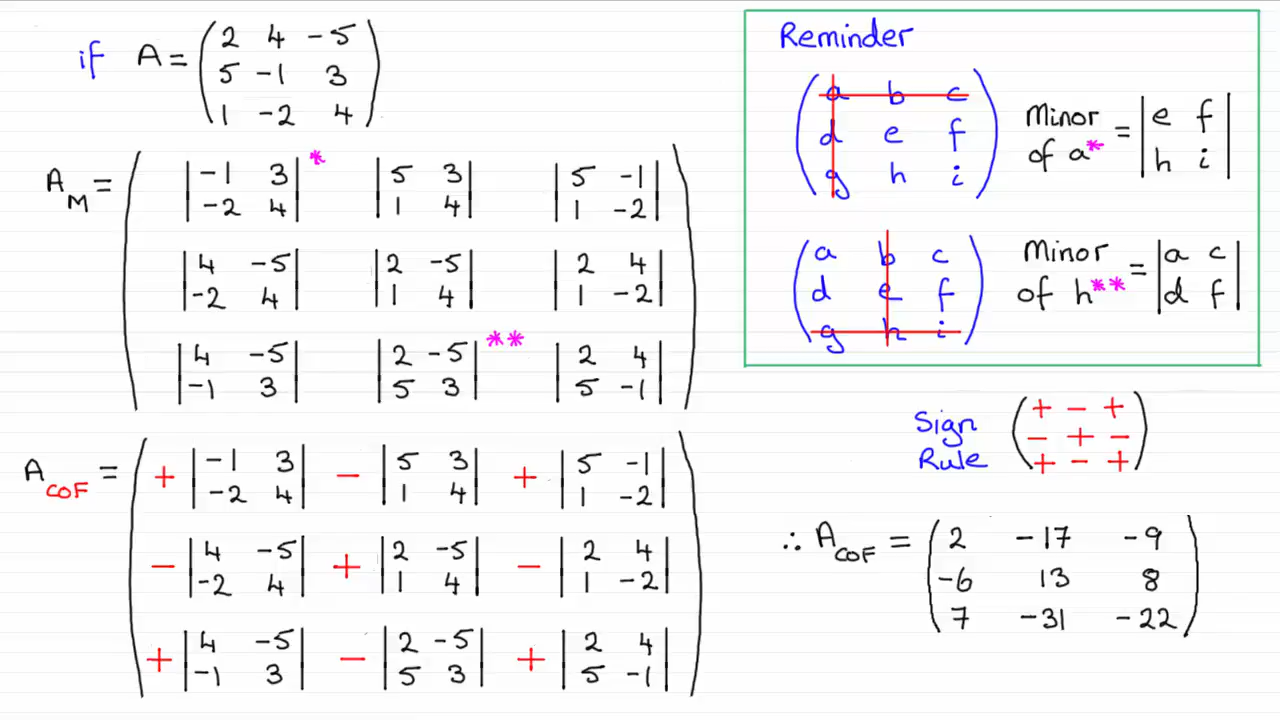 if A = (2 4 -5
5 -1 3
1 -2 4)
A_M = ( |-1 3| * |5 3| |5 -1|
|-2 4| |1 4| |1 -2|
|4 -5| |2 -5| |2 4|
|-2 4| |1 4| |1 -2|
|4 -5| |2 -5| ** |2 4|
|-1 3| |5 3| |5 -1| )
A_COF = ( + |-1 3| - |5 3| + |5 -1|
|-2 4| |1 4| |1 -2|
- |4 -5| + |2 -5| - |2 4|
|-2 4| |1 4| |1 -2|
+ |4 -5| - |2 -5| + |2 4|
|-1 3| |5 3| |5 -1| )
Reminder
(a b c
d e f
g h i)
Minor
of a* = |e f|
|h i|
(a b c
d e f
g h i)
Minor
of h** = |a c|
|d f|
Sign
Rule
(+ - +
- + -
+ - +)
∴ A_COF = (2 -17 -9
-6 13 8
7 -31 -22)